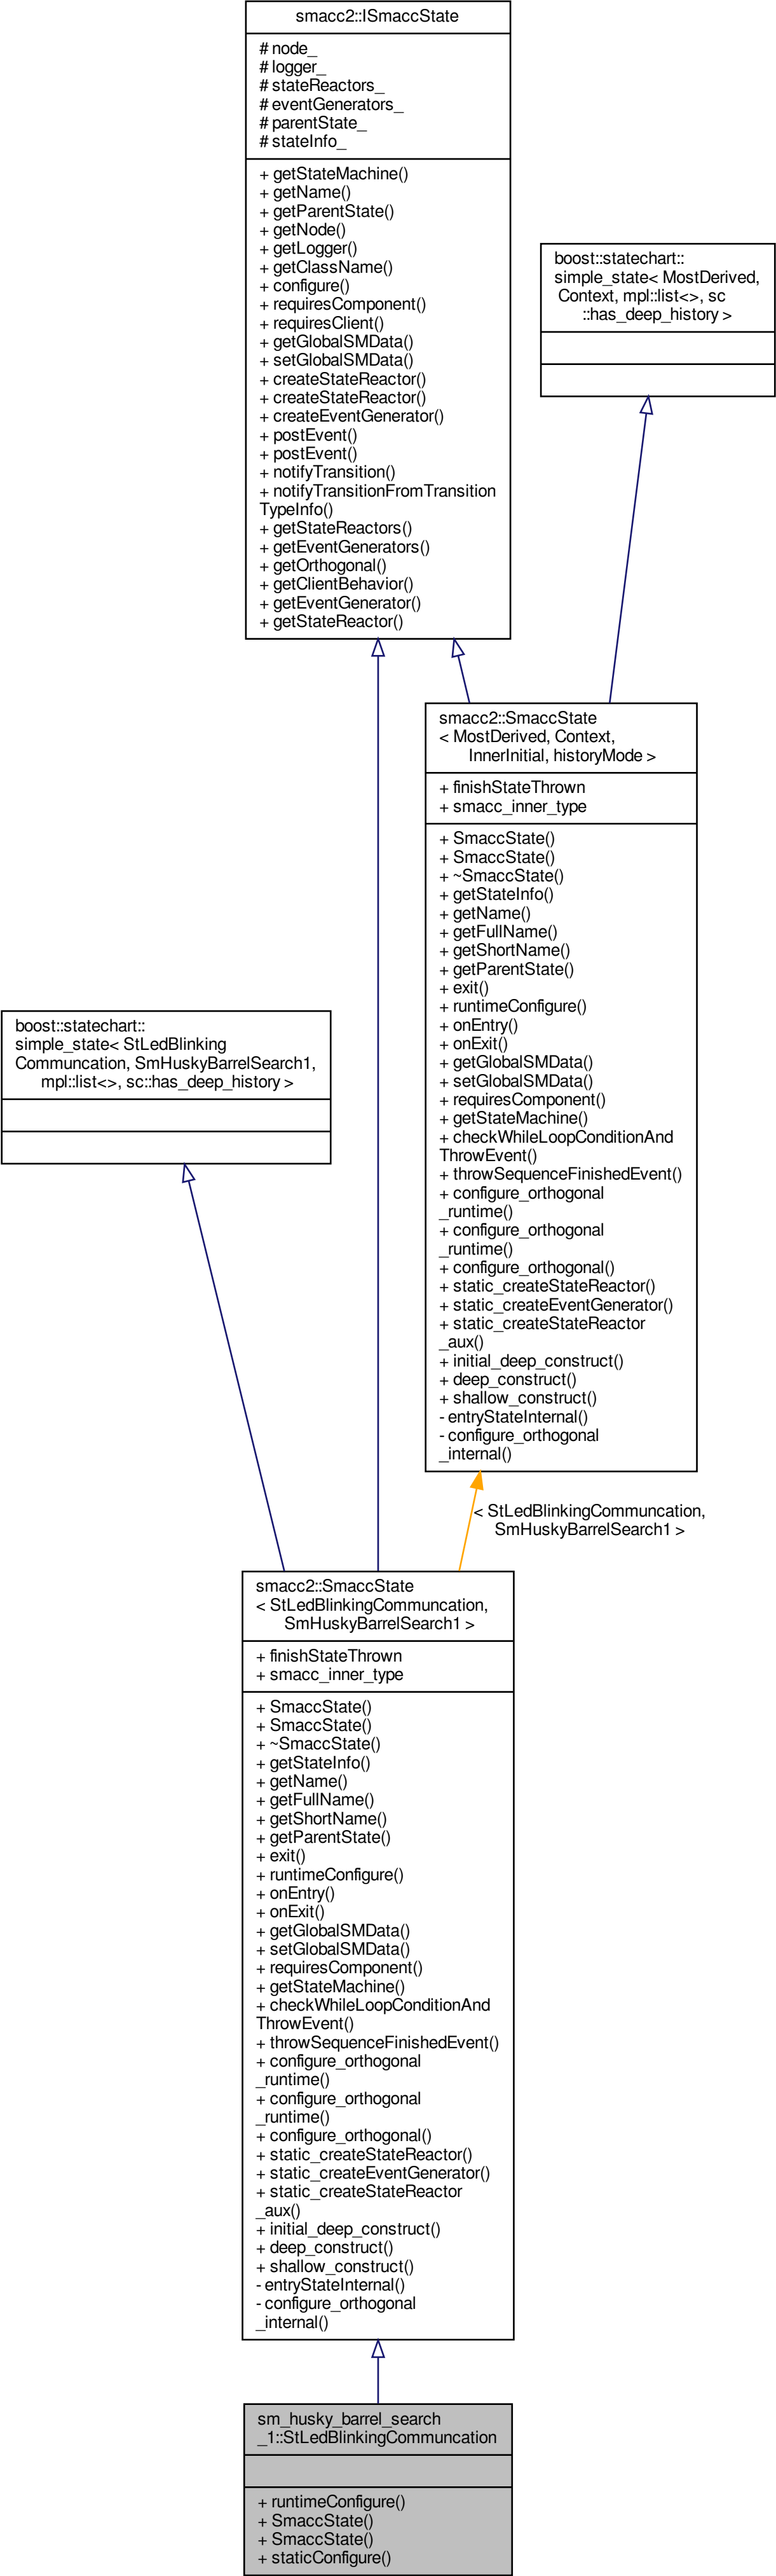 smacc2::ISmaccState
# node_
# logger_
# stateReactors_
# eventGenerators_
# parentState_
# stateInfo_
+ getStateMachine()
+ getName()
+ getParentState()
+ getNode()
+ getLogger()
+ getClassName()
+ configure()
+ requiresComponent()
+ requiresClient()
+ getGlobalSMData()
+ setGlobalSMData()
+ createStateReactor()
+ createStateReactor()
+ createEventGenerator()
+ postEvent()
+ postEvent()
+ notifyTransition()
+ notifyTransitionFromTransition
TypeInfo()
+ getStateReactors()
+ getEventGenerators()
+ getOrthogonal()
+ getClientBehavior()
+ getEventGenerator()
+ getStateReactor()
boost::statechart::
simple_state< MostDerived,
Context, mpl::list<>, sc
::has_deep_history >
smacc2::SmaccState
< MostDerived, Context,
InnerInitial, historyMode >
+ finishStateThrown
+ smacc_inner_type
+ SmaccState()
+ SmaccState()
+ ~SmaccState()
+ getStateInfo()
+ getName()
+ getFullName()
+ getShortName()
+ getParentState()
+ exit()
+ runtimeConfigure()
+ onEntry()
+ onExit()
+ getGlobalSMData()
+ setGlobalSMData()
+ requiresComponent()
+ getStateMachine()
+ checkWhileLoopConditionAnd
ThrowEvent()
+ throwSequenceFinishedEvent()
+ configure_orthogonal
_runtime()
+ configure_orthogonal
_runtime()
+ configure_orthogonal()
+ static_createStateReactor()
+ static_createEventGenerator()
+ static_createStateReactor
_aux()
+ initial_deep_construct()
+ deep_construct()
+ shallow_construct()
- entryStateInternal()
- configure_orthogonal
_internal()
boost::statechart::
simple_state< StLedBlinking
Communcation, SmHuskyBarrelSearch1,
mpl::list<>, sc::has_deep_history >
< StLedBlinkingCommuncation,
SmHuskyBarrelSearch1 >
smacc2::SmaccState
< StLedBlinkingCommuncation,
SmHuskyBarrelSearch1 >
+ finishStateThrown
+ smacc_inner_type
+ SmaccState()
+ SmaccState()
+ ~SmaccState()
+ getStateInfo()
+ getName()
+ getFullName()
+ getShortName()
+ getParentState()
+ exit()
+ runtimeConfigure()
+ onEntry()
+ onExit()
+ getGlobalSMData()
+ setGlobalSMData()
+ requiresComponent()
+ getStateMachine()
+ checkWhileLoopConditionAnd
ThrowEvent()
+ throwSequenceFinishedEvent()
+ configure_orthogonal
_runtime()
+ configure_orthogonal
_runtime()
+ configure_orthogonal()
+ static_createStateReactor()
+ static_createEventGenerator()
+ static_createStateReactor
_aux()
+ initial_deep_construct()
+ deep_construct()
+ shallow_construct()
- entryStateInternal()
- configure_orthogonal
_internal()
sm_husky_barrel_search
_1::StLedBlinkingCommuncation
+ runtimeConfigure()
+ SmaccState()
+ SmaccState()
+ staticConfigure()